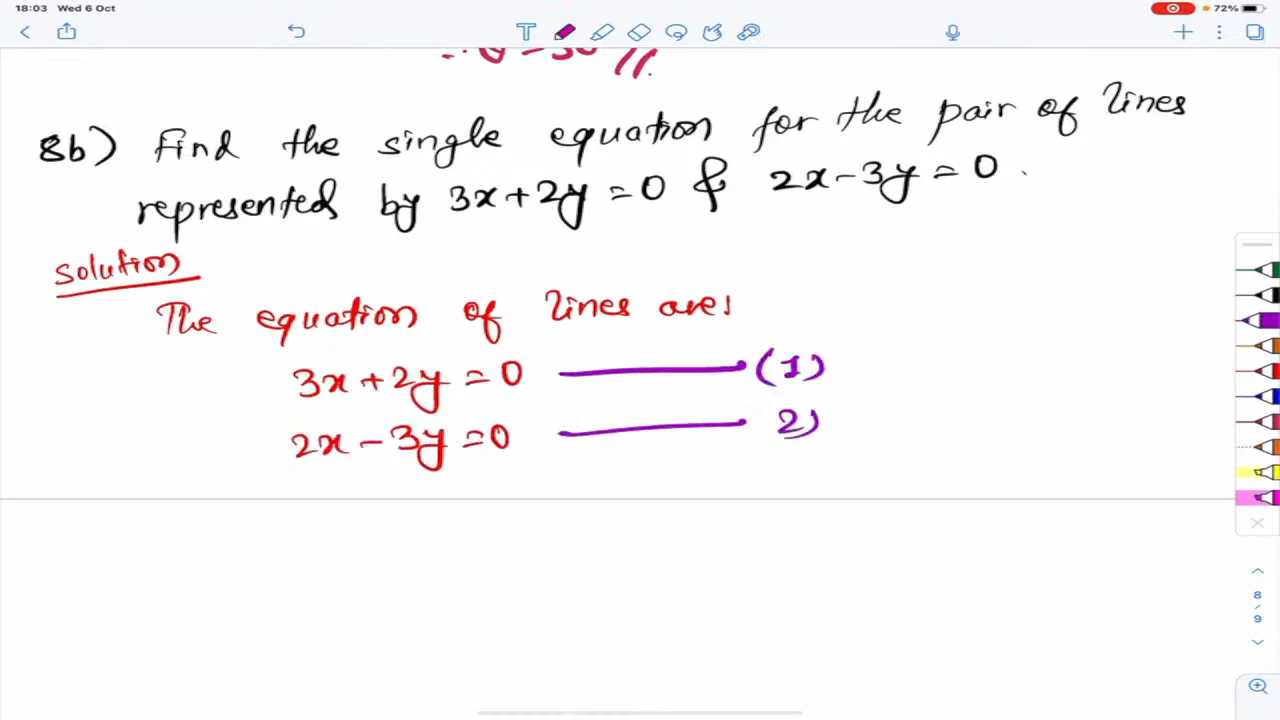 18:03 Wed 6 Oct
72%
8b) Find the single equation for the pair of lines
represented by 3x+2y=0 & 2x-3y=0.
Solution
The equation of lines are:
3x+2y=0 (1)
2x-3y=0 2)
8
/
9